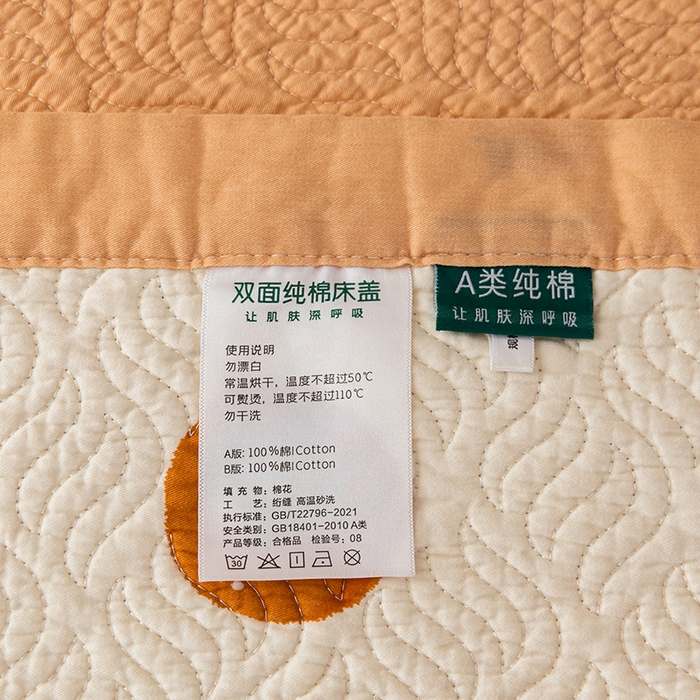 双面纯棉床盖
让肌肤深呼吸
使用说明
勿漂白
常温烘干，温度不超过50℃
可熨烫，温度不超过110℃
勿干洗
A版: 100%棉|Cotton
B版: 100%棉|Cotton
填 充 物: 棉花
工 艺: 绗缝 高温砂洗
执行标准: GB/T22796-2021
安全类别: GB18401-2010 A类
产品等级: 合格品 检验号: 08
30
A类纯棉
让肌肤深呼吸